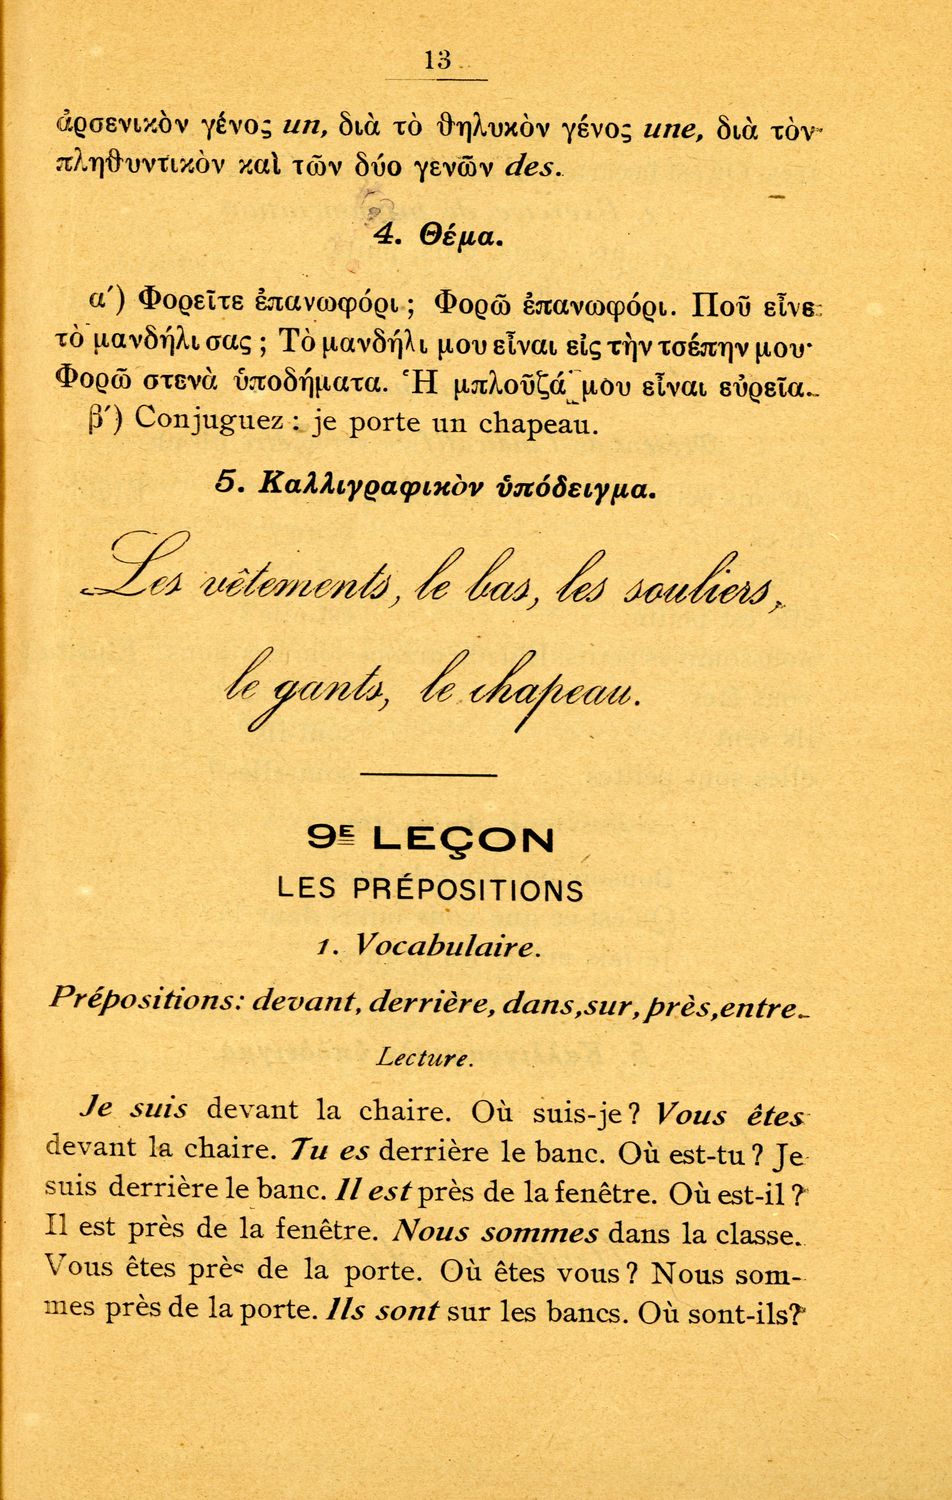 13
ἀρσενικὸν γένος un, διὰ τὸ θηλυκὸν γένος une, διὰ τὸν
πληθυντικὸν καὶ τῶν δύο γενῶν des.
4. Θέμα.
α΄) Φορεῖτε ἐπανωφόρι; Φορῶ ἐπανωφόρι. Ποῦ εἶνε
τὸ μανδήλι σας; Τὸ μανδήλι μου εἶναι εἰς τὴν τσέπην μου·
Φορῶ στενὰ ὑποδήματα. Ἡ μπλοῦζά μου εἶναι εὐρεῖα.
β΄) Conjuguez : je porte un chapeau.
5. Καλλιγραφικὸν ὑπόδειγμα.
Les vêtements, le bas, les souliers,
le gants, le chapeau.
9E LEÇON
LES PRÉPOSITIONS
1. Vocabulaire.
Prépositions: devant, derrière, dans, sur, près, entre.
Lecture.
Je suis devant la chaire. Où suis-je? Vous êtes
devant la chaire. Tu es derrière le banc. Où est-tu? Je
suis derrière le banc. Il est près de la fenêtre. Où est-il?
Il est près de la fenêtre. Nous sommes dans la classe.
Vous êtes près de la porte. Où êtes vous? Nous som-
mes près de la porte. Ils sont sur les bancs. Où sont-ils?